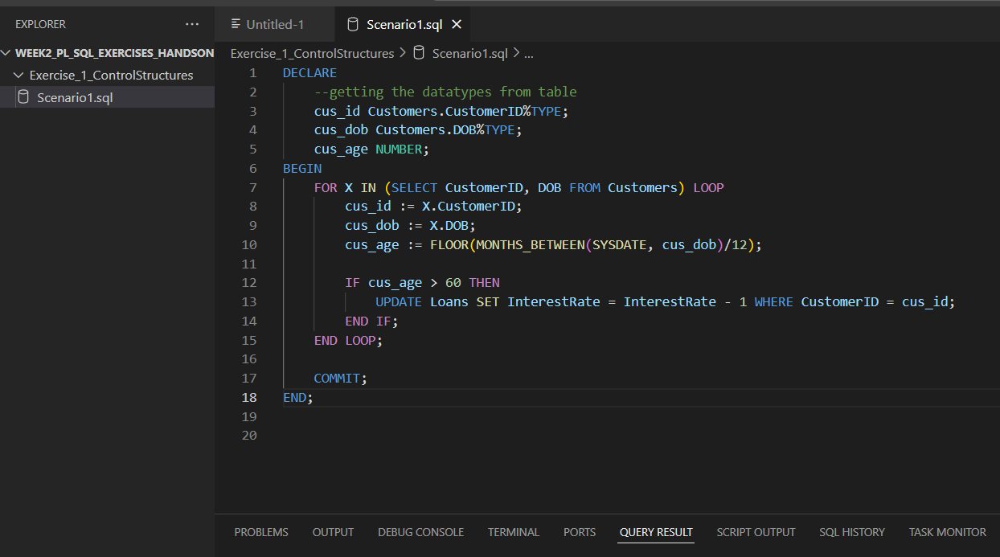 EXPLORER
...
Untitled-1
Scenario1.sql
WEEK2_PL_SQL_EXERCISES_HANDSON
Exercise_1_ControlStructures > Scenario1.sql > ...
Exercise_1_ControlStructures
Scenario1.sql
1 DECLARE
2 --getting the datatypes from table
3 cus_id Customers.CustomerID%TYPE;
4 cus_dob Customers.DOB%TYPE;
5 cus_age NUMBER;
6 BEGIN
7 FOR X IN (SELECT CustomerID, DOB FROM Customers) LOOP
8 cus_id := X.CustomerID;
9 cus_dob := X.DOB;
10 cus_age := FLOOR(MONTHS_BETWEEN(SYSDATE, cus_dob)/12);
11
12 IF cus_age > 60 THEN
13 UPDATE Loans SET InterestRate = InterestRate - 1 WHERE CustomerID = cus_id;
14 END IF;
15 END LOOP;
16
17 COMMIT;
18 END;
19
20
PROBLEMS OUTPUT DEBUG CONSOLE TERMINAL PORTS QUERY RESULT SCRIPT OUTPUT SQL HISTORY TASK MONITOR